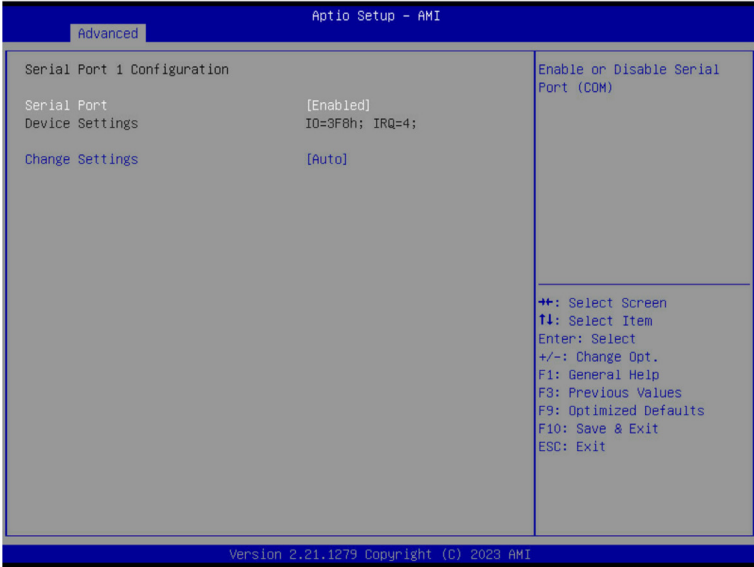 Aptio Setup – AMI
Advanced
Serial Port 1 Configuration
Serial Port [Enabled]
Device Settings IO=3F8h; IRQ=4;
Change Settings [Auto]
Enable or Disable Serial
Port (COM)
→←: Select Screen
↑↓: Select Item
Enter: Select
+/-: Change Opt.
F1: General Help
F3: Previous Values
F9: Optimized Defaults
F10: Save & Exit
ESC: Exit
Version 2.21.1279 Copyright (C) 2023 AMI